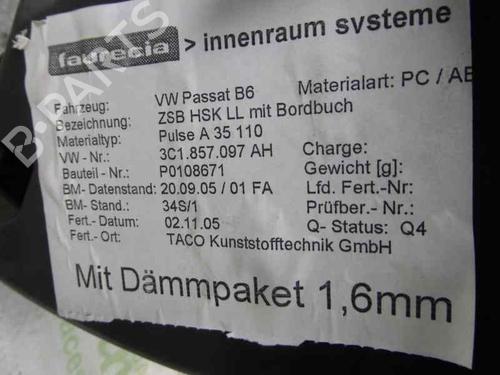 faurecia > innenraum systeme
Fahrzeug: VW Passat B6 Materialart: PC / AB
Bezeichnung: ZSB HSK LL mit Bordbuch
Materialtyp: Pulse A 35 110
VW - Nr.: 3C1.857.097 AH Charge:
Bauteil - Nr.: P0108671 Gewicht [g]:
BM- Datenstand: 20.09.05 / 01 FA Lfd. Fert.-Nr:
BM- Stand.: 34S/1 Prüfber.- Nr:
Fert.- Datum: 02.11.05 Q- Status: Q4
Fert.- Ort: TACO Kunststofftechnik GmbH
Mit Dämmpaket 1,6mm
B-PARTS